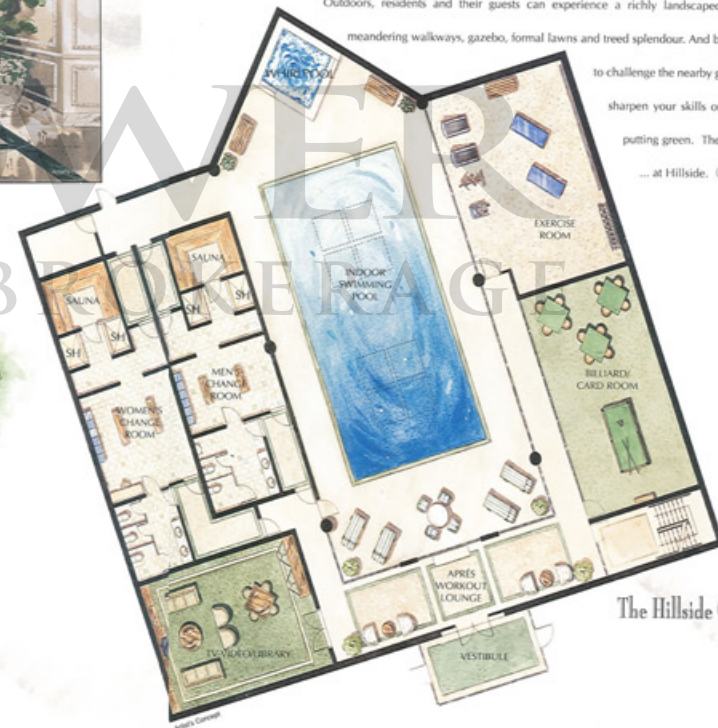 Outdoors, residents and their guests can experience a richly landscaped
meandering walkways, gazebo, formal lawns and treed splendour. And b
to challenge the nearby
sharpen your skills o
putting green. The
... at Hillside.
WHIRLPOOL
WER
BROKERAGE
EXERCISE
ROOM
SAUNA
SAUNA
INDOOR
SWIMMING
POOL
SH
SH
SH
SH
MEN'S
CHANGE
ROOM
BILLIARD/
CARD ROOM
WOMEN'S
CHANGE
ROOM
APRÉS
WORKOUT
LOUNGE
The Hillside
TV-VIDEO/LIBRARY
VESTIBULE
Artist's Concept